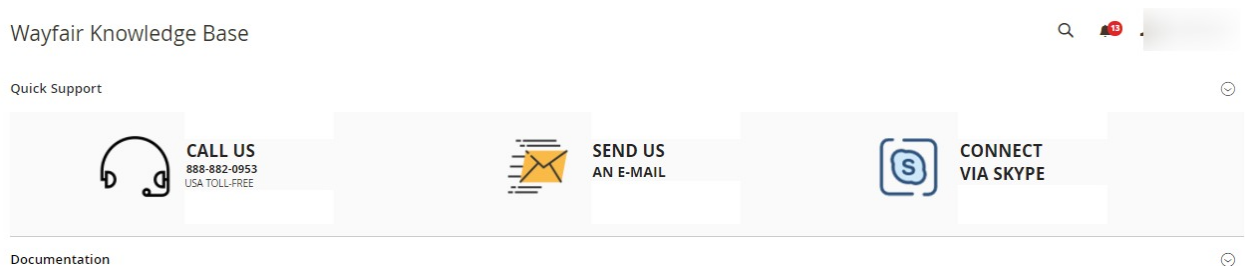 Wayfair Knowledge Base
13
Quick Support
CALL US
888-882-0953
USA TOLL-FREE
SEND US
AN E-MAIL
S
CONNECT
VIA SKYPE
Documentation